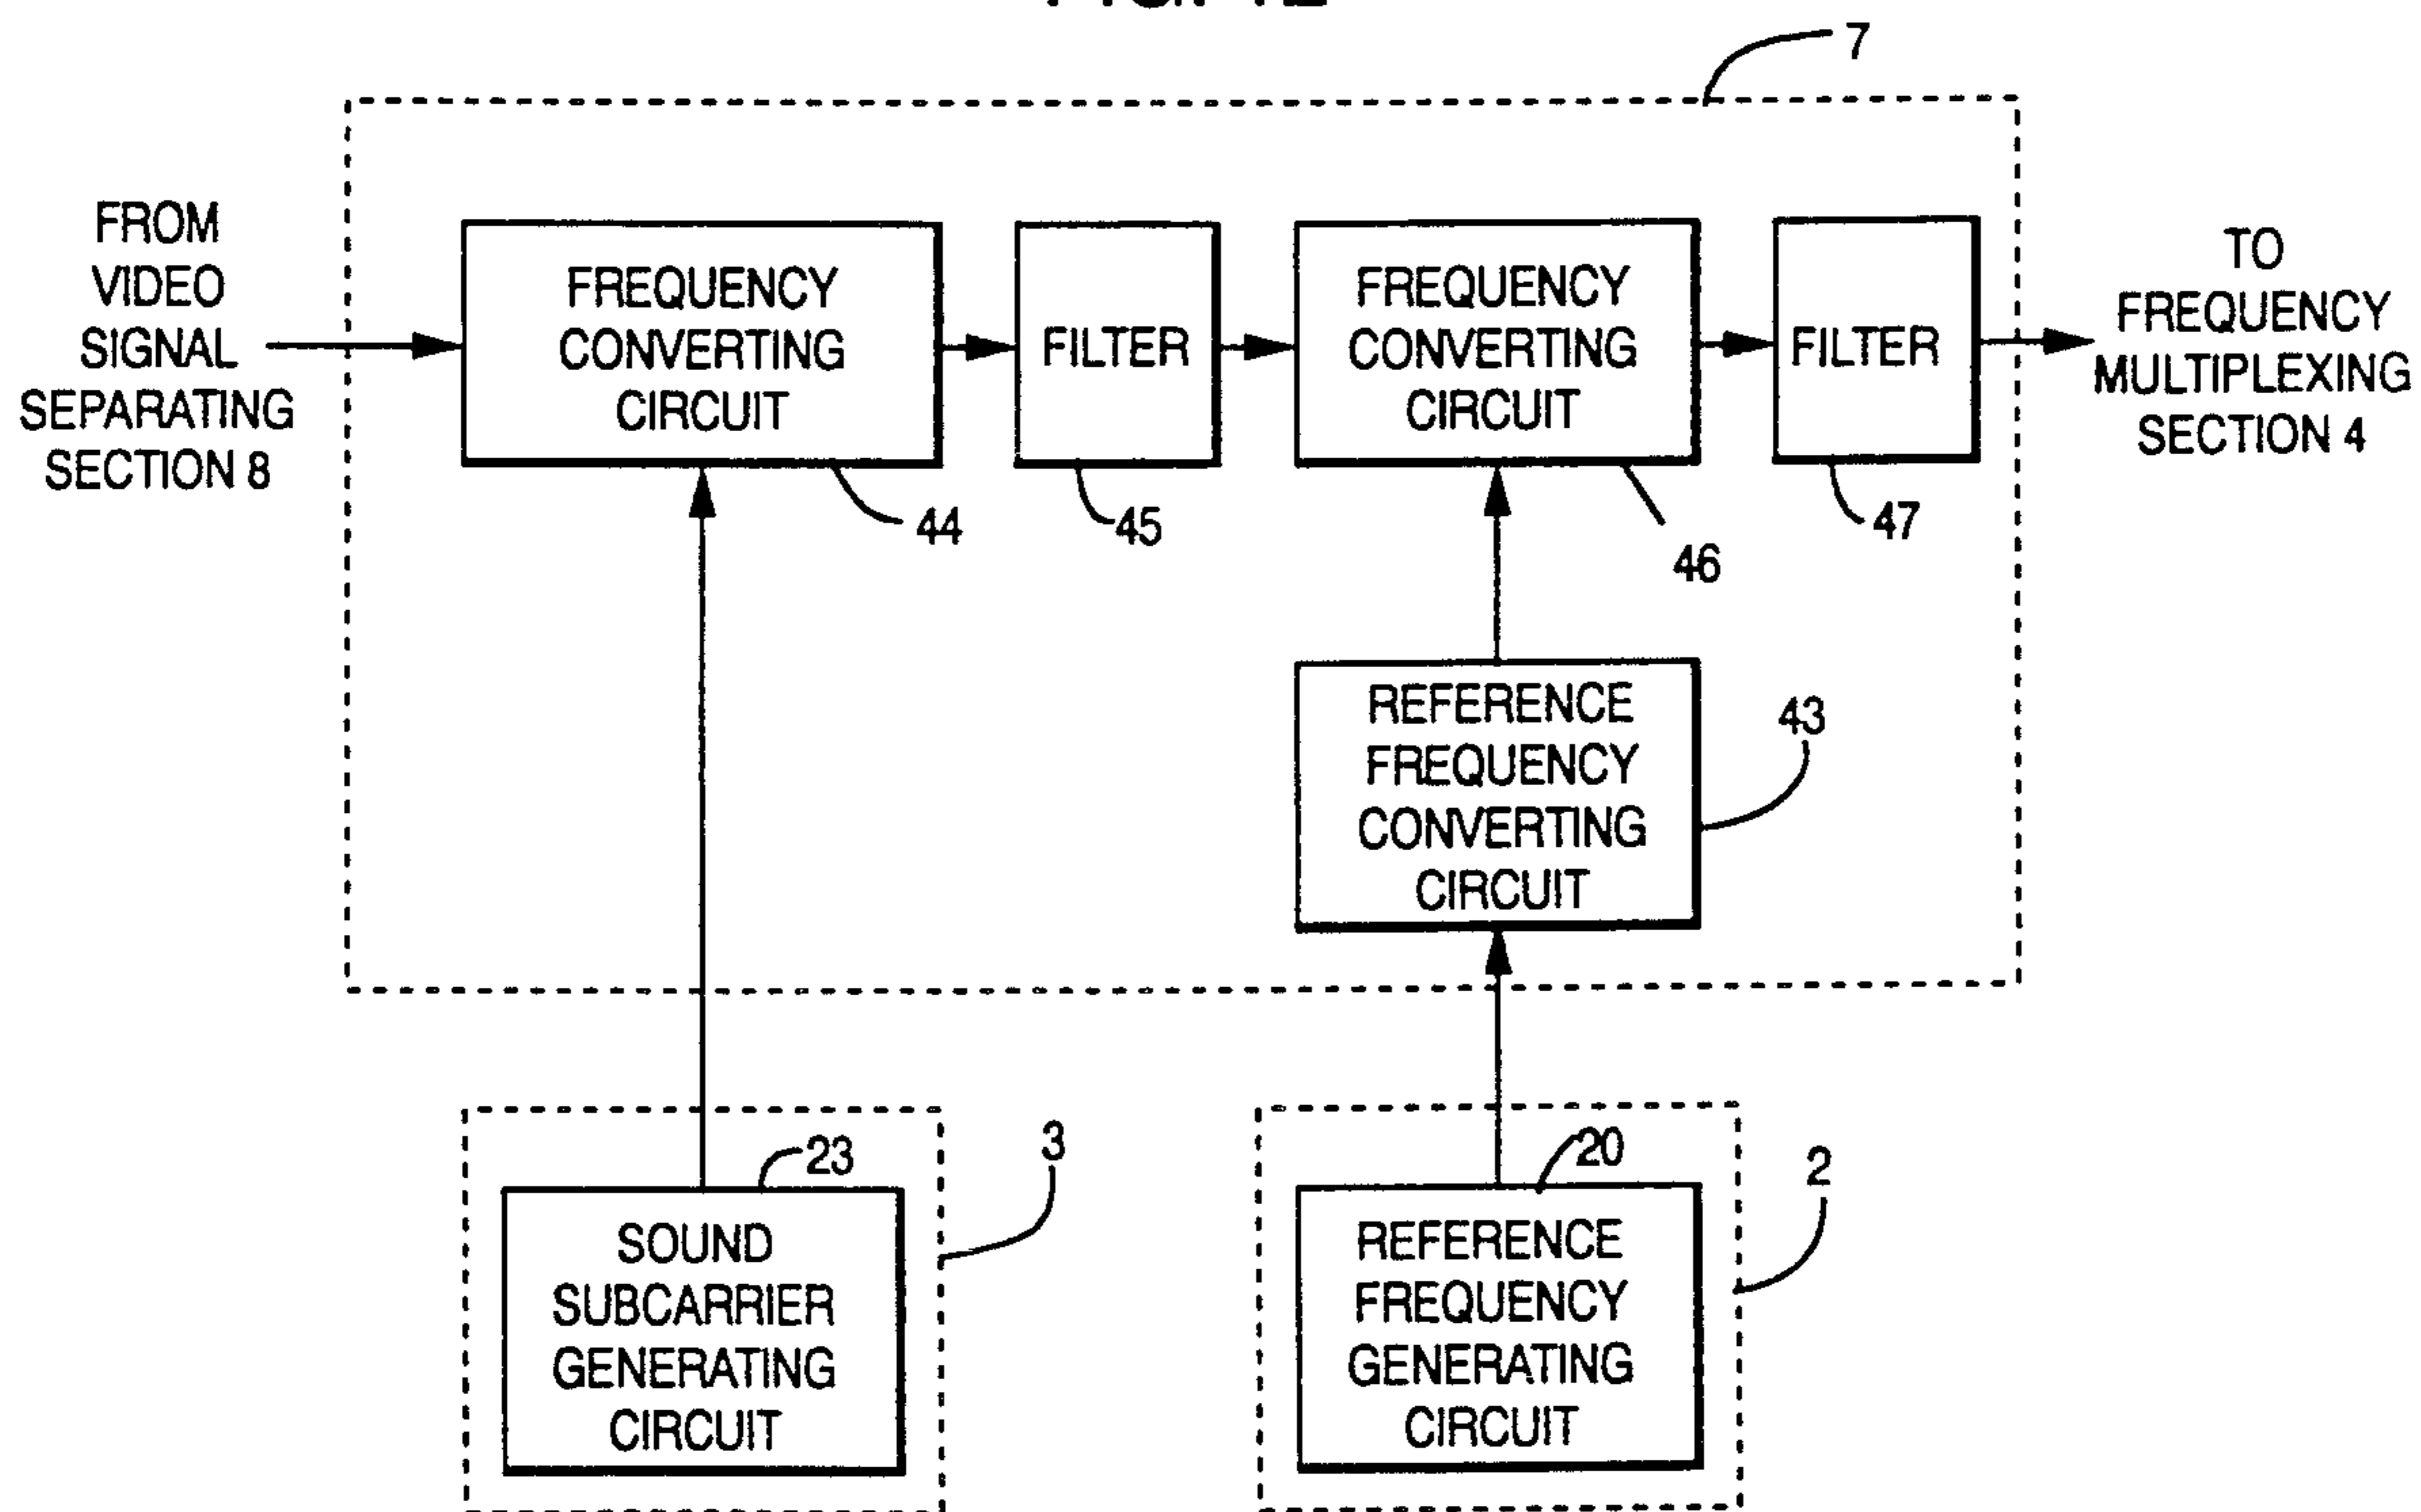 7
FROM
VIDEO
SIGNAL
SEPARATING
SECTION 8
FREQUENCY
CONVERTING
CIRCUIT
FILTER
FREQUENCY
CONVERTING
CIRCUIT
FILTER
TO
FREQUENCY
MULTIPLEXING
SECTION 4
44
45
46
47
REFERENCE
FREQUENCY
CONVERTING
CIRCUIT
43
23
3
20
2
SOUND
SUBCARRIER
GENERATING
CIRCUIT
REFERENCE
FREQUENCY
GENERATING
CIRCUIT